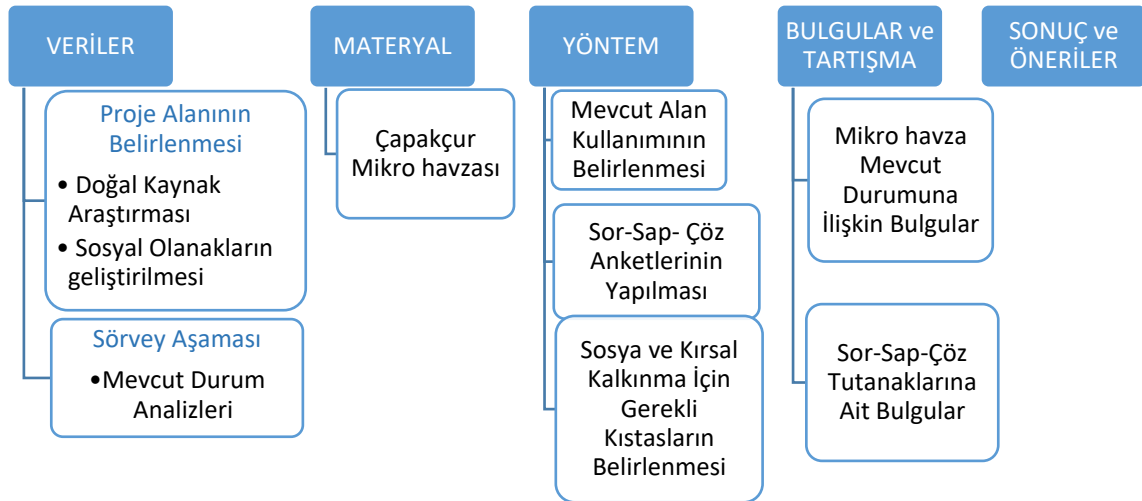 VERİLER
Proje Alanının
Belirlenmesi
• Doğal Kaynak
Araştırması
• Sosyal Olanakların
geliştirilmesi
Sörvey Aşaması
•Mevcut Durum
Analizleri
MATERYAL
Çapakçur
Mikro havzası
YÖNTEM
Mevcut Alan
Kullanımının
Belirlenmesi
Sor-Sap- Çöz
Anketlerinin
Yapılması
Sosya ve Kırsal
Kalkınma İçin
Gerekli
Kıstasların
Belirlenmesi
BULGULAR ve
TARTIŞMA
Mikro havza
Mevcut
Durumuna
İlişkin Bulgular
Sor-Sap-Çöz
Tutanaklarına
Ait Bulgular
SONUÇ ve
ÖNERİLER